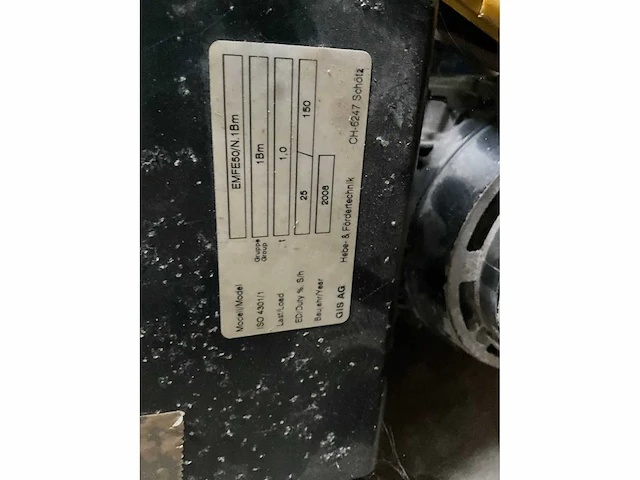 Modell/Model EMFE50/N.1Bm
ISO 4301/1 Gruppe Group 1Bm
Last/Load t 1,0
ED/Duty %, S/h 25 / 150
Baujahr/Year 2008
GIS AG Hebe- & Fördertechnik CH-6247 Schötz